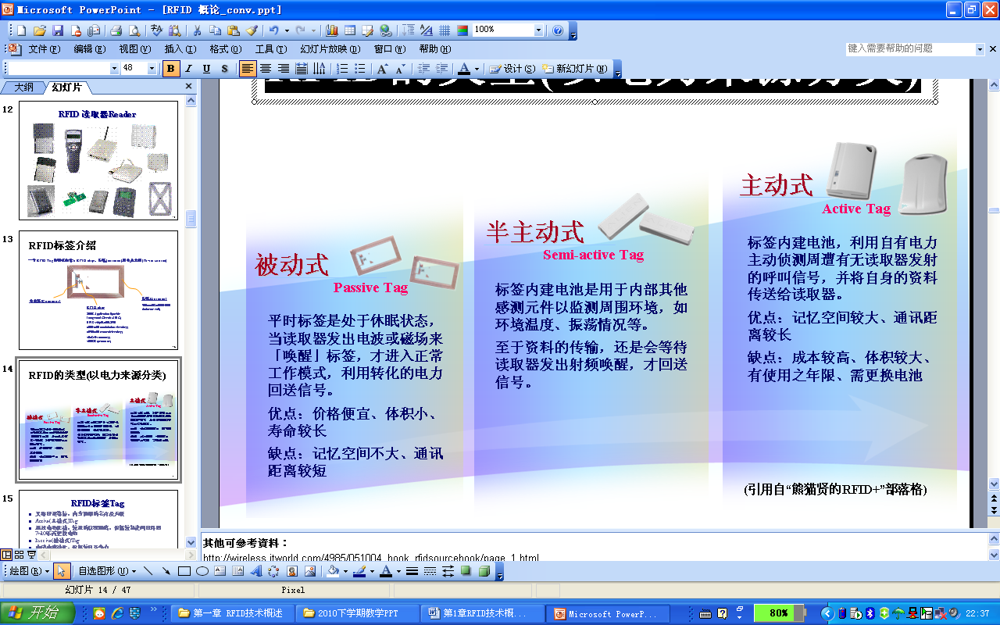 Microsoft PowerPoint - [RFID 概论_conv.ppt]
100%
文件(F) 编辑(E) 视图(V) 插入(I) 格式(O) 工具(T) 幻灯片放映(D) 窗口(W) 帮助(H)
键入需要帮助的问题
48
B I U S
设计(S) 新幻灯片(N)
大纲 幻灯片
12
RFID 读取器Reader
13
RFID标签介绍
14
RFID的类型(以电力来源分类)
15
RFID标签Tag
RFID的类型(以电力来源分类)
被动式
Passive Tag
平时标签是处于休眠状态，
当读取器发出电波或磁场来
「唤醒」标签，才进入正常
工作模式，利用转化的电力
回送信号。
优点：价格便宜、体积小、
寿命较长
缺点：记忆空间不大、通讯
距离较短
半主动式
Semi-active Tag
标签内建电池是用于内部其他
感测元件以监测周围环境，如
环境温度、振荡情况等。
至于资料的传输，还是会等待
读取器发出射频唤醒，才回送
信号。
主动式
Active Tag
标签内建电池，利用自有电力
主动侦测周遭有无读取器发射
的呼叫信号，并将自身的资料
传送给读取器。
优点：记忆空间较大、通讯距
离较长
缺点：成本较高、体积较大、
有使用之年限、需更换电池
(引用自“熊猫贤的RFID+”部落格)
其他可参考資料：
http://wireless.itworld.com/4985/051004_book_rfidsourcebook/page_1.html
绘图(R) 自选图形(U)
幻灯片 14 / 47
Pixel
开始
第一章 RFID技术概述
2010下学期教学PPT
第1章RFID技术概...
Microsoft PowerP...
80%
22:37